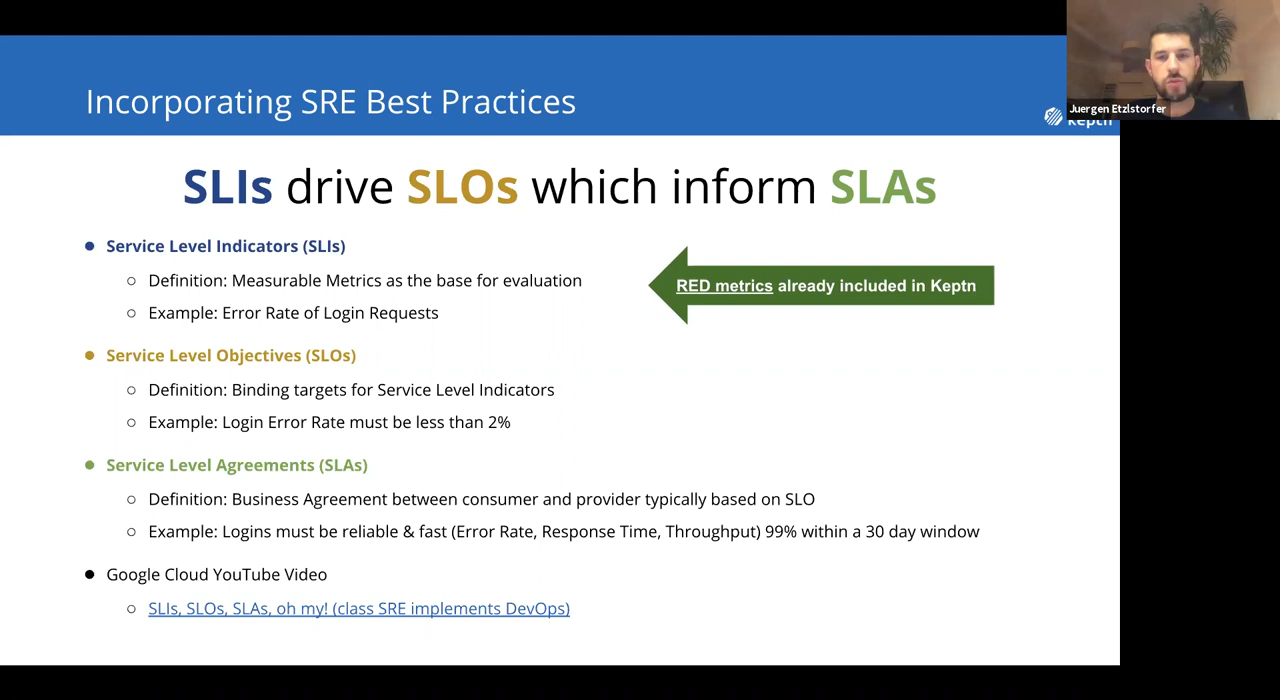 Incorporating SRE Best Practices
Juergen Etzlstorfer
keptn
SLIs drive SLOs which inform SLAs
● Service Level Indicators (SLIs)
○ Definition: Measurable Metrics as the base for evaluation
○ Example: Error Rate of Login Requests
RED metrics already included in Keptn
● Service Level Objectives (SLOs)
○ Definition: Binding targets for Service Level Indicators
○ Example: Login Error Rate must be less than 2%
● Service Level Agreements (SLAs)
○ Definition: Business Agreement between consumer and provider typically based on SLO
○ Example: Logins must be reliable & fast (Error Rate, Response Time, Throughput) 99% within a 30 day window
● Google Cloud YouTube Video
○ SLIs, SLOs, SLAs, oh my! (class SRE implements DevOps)